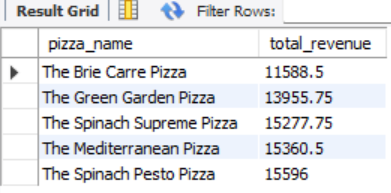 Result Grid Filter Rows:
pizza_name total_revenue
The Brie Carre Pizza 11588.5
The Green Garden Pizza 13955.75
The Spinach Supreme Pizza 15277.75
The Mediterranean Pizza 15360.5
The Spinach Pesto Pizza 15596